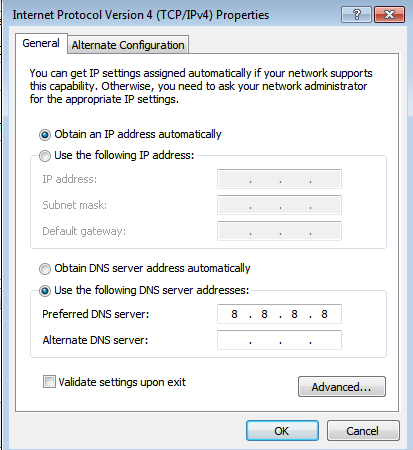 Internet Protocol Version 4 (TCP/IPv4) Properties
General
Alternate Configuration
You can get IP settings assigned automatically if your network supports
this capability. Otherwise, you need to ask your network administrator
for the appropriate IP settings.
Obtain an IP address automatically
Use the following IP address:
IP address: . . .
Subnet mask: . . .
Default gateway: . . .
Obtain DNS server address automatically
Use the following DNS server addresses:
Preferred DNS server: 8 . 8 . 8 . 8
Alternate DNS server: . . .
Validate settings upon exit
Advanced...
OK
Cancel